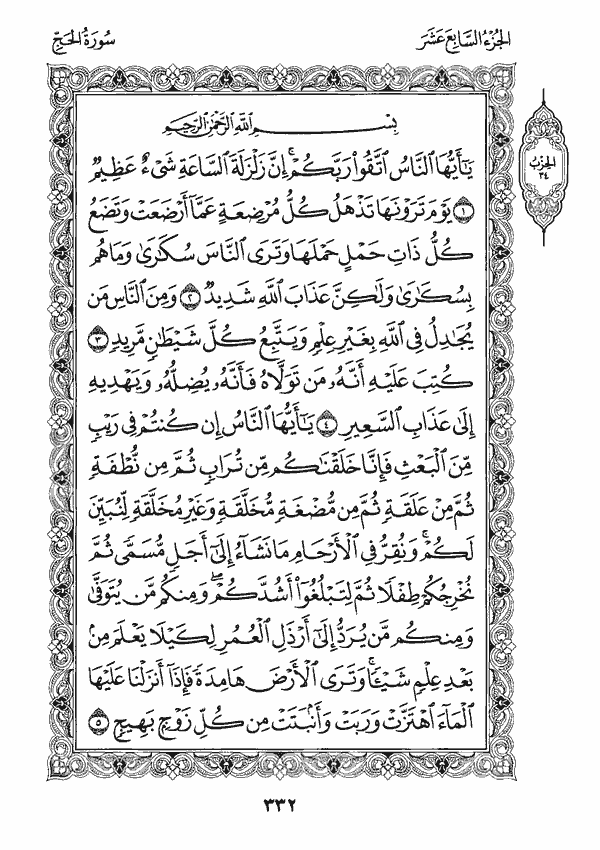 الجزء السابع عشر
سورة الحج
الحزب
٣٤
بِسْمِ اللَّهِ الرَّحْمَٰنِ الرَّحِيمِ
يَٰٓأَيُّهَا ٱلنَّاسُ ٱتَّقُوا۟ رَبَّكُمْ ۚ إِنَّ زَلْزَلَةَ ٱلسَّاعَةِ شَىْءٌ عَظِيمٌ
١ يَوْمَ تَرَوْنَهَا تَذْهَلُ كُلُّ مُرْضِعَةٍ عَمَّآ أَرْضَعَتْ وَتَضَعُ
كُلُّ ذَاتِ حَمْلٍ حَمْلَهَا وَتَرَى ٱلنَّاسَ سُكَٰرَىٰ وَمَا هُم
بِسُكَٰرَىٰ وَلَٰكِنَّ عَذَابَ ٱللَّهِ شَدِيدٌ ٢ وَمِنَ ٱلنَّاسِ مَن
يُجَٰدِلُ فِى ٱللَّهِ بِغَيْرِ عِلْمٍ وَيَتَّبِعُ كُلَّ شَيْطَٰنٍ مَّرِيدٍ ٣
كُتِبَ عَلَيْهِ أَنَّهُۥ مَن تَوَلَّاهُ فَأَنَّهُۥ يُضِلُّهُۥ وَيَهْدِيهِ
إِلَىٰ عَذَابِ ٱلسَّعِيرِ ٤ يَٰٓأَيُّهَا ٱلنَّاسُ إِن كُنتُمْ فِى رَيْبٍ
مِّنَ ٱلْبَعْثِ فَإِنَّا خَلَقْنَٰكُم مِّن تُرَابٍ ثُمَّ مِن نُّطْفَةٍ
ثُمَّ مِنْ عَلَقَةٍ ثُمَّ مِن مُّضْغَةٍ مُّخَلَّقَةٍ وَغَيْرِ مُخَلَّقَةٍ لِّنُبَيِّنَ
لَكُمْ ۚ وَنُقِرُّ فِى ٱلْأَرْحَامِ مَا نَشَآءُ إِلَىٰٓ أَجَلٍ مُّسَمًّى ثُمَّ
نُخْرِجُكُمْ طِفْلًا ثُمَّ لِتَبْلُغُوٓا۟ أَشُدَّكُمْ ۖ وَمِنكُم مَّن يُتَوَفَّىٰ
وَمِنكُم مَّن يُرَدُّ إِلَىٰٓ أَرْذَلِ ٱلْعُمُرِ لِكَيْلَا يَعْلَمَ مِنۢ
بَعْدِ عِلْمٍ شَيْـًٔا ۚ وَتَرَى ٱلْأَرْضَ هَامِدَةً فَإِذَآ أَنزَلْنَا عَلَيْهَا
ٱلْمَآءَ ٱهْتَزَّتْ وَرَبَتْ وَأَنۢبَتَتْ مِن كُلِّ زَوْجٍۭ بَهِيجٍ ٥
٣٣٢